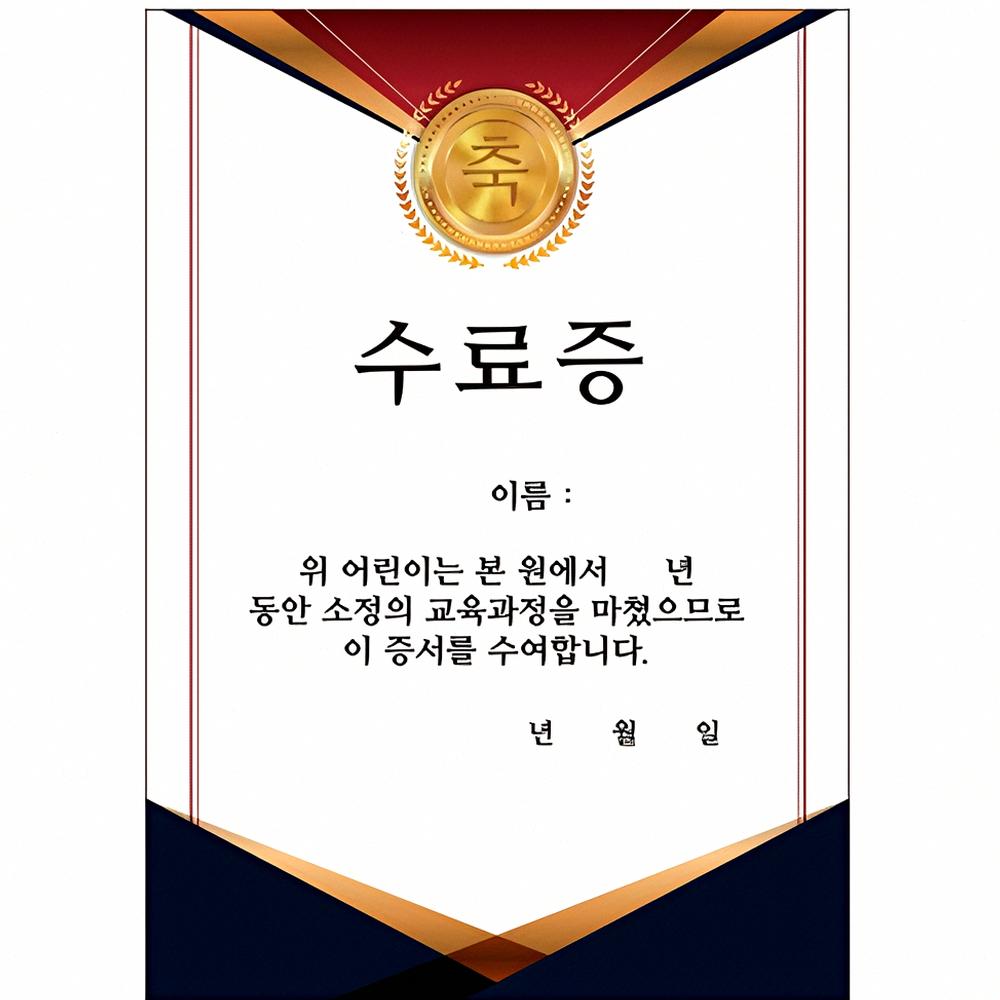 축
수료증
이름 :
위 어린이는 본 원에서 년
동안 소정의 교육과정을 마쳤으므로
이 증서를 수여합니다.
년 월 일